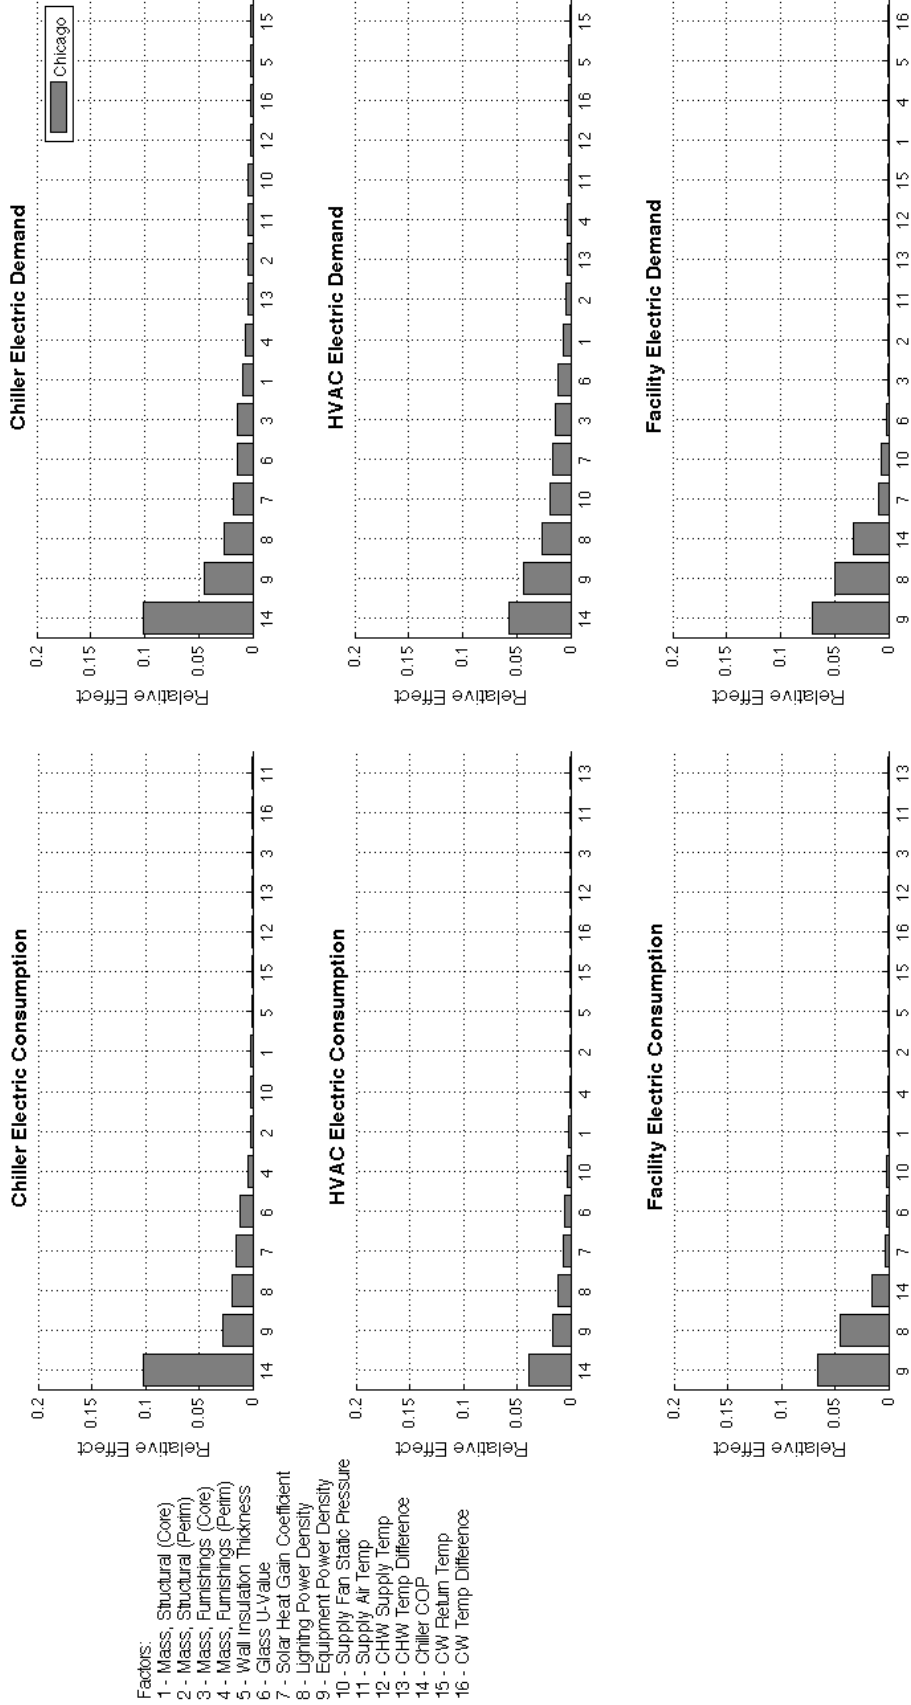 Factors:
1 - Mass, Structural (Core)
2 - Mass, Structural (Perim)
3 - Mass, Furnishings (Core)
4 - Mass, Furnishings (Perim)
5 - Wall Insulation Thickness
6 - Glass U-Value
7 - Solar Heat Gain Coefficient
8 - Lighitng Power Density
9 - Equipment Power Density
10 - Supply Fan Static Pressure
11 - Supply Air Temp
12 - CHW Supply Temp
13 - CHW Temp Difference
14 - Chiller COP
15 - CW Return Temp
16 - CW Temp Difference
Chiller Electric Consumption
Relative Effect
0.2
0.15
0.1
0.05
0
14 9 8 7 6 4 2 10 1 5 15 12 13 3 16 11
Chiller Electric Demand
Chicago
Relative Effect
0.2
0.15
0.1
0.05
0
14 9 8 7 6 3 1 4 13 2 11 10 12 16 5 15
HVAC Electric Consumption
Relative Effect
0.2
0.15
0.1
0.05
0
14 9 8 7 6 10 1 4 2 5 15 16 12 3 11 13
HVAC Electric Demand
Relative Effect
0.2
0.15
0.1
0.05
0
14 9 8 10 7 3 6 1 2 13 4 11 12 16 5 15
Facility Electric Consumption
Relative Effect
0.2
0.15
0.1
0.05
0
9 8 14 7 6 10 1 4 2 5 15 16 12 3 11 13
Facility Electric Demand
Relative Effect
0.2
0.15
0.1
0.05
0
9 8 14 7 10 6 3 2 11 13 12 15 1 4 5 16